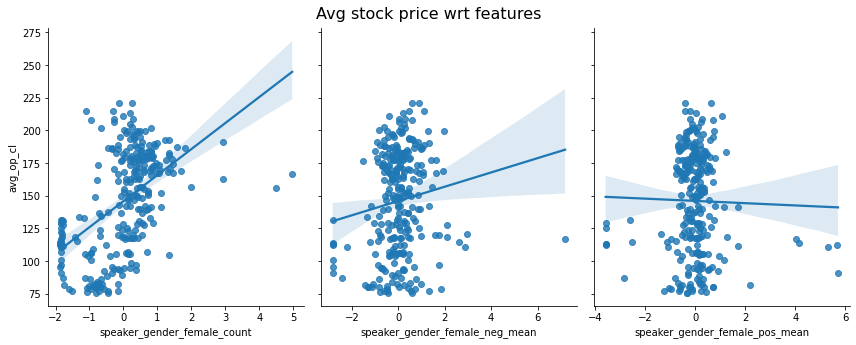 Avg stock price wrt features
avg_op_cl
275
250
225
200
175
150
125
100
75
−2 −1 0 1 2 3 4 5
speaker_gender_female_count
−2 0 2 4 6
speaker_gender_female_neg_mean
−4 −2 0 2 4 6
speaker_gender_female_pos_mean